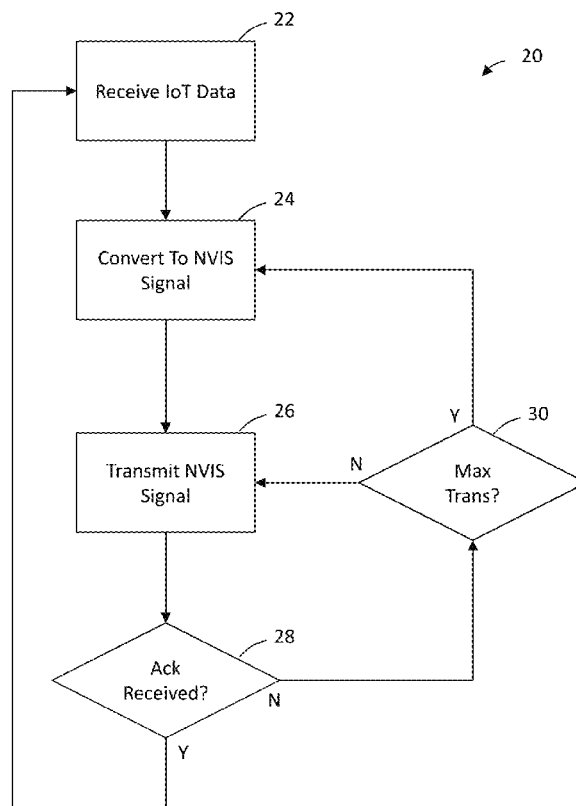 22
20
Receive IoT Data
24
Convert To NVIS
Signal
26
Transmit NVIS
Signal
Y
30
N
Max
Trans?
28
Ack
Received?
N
Y